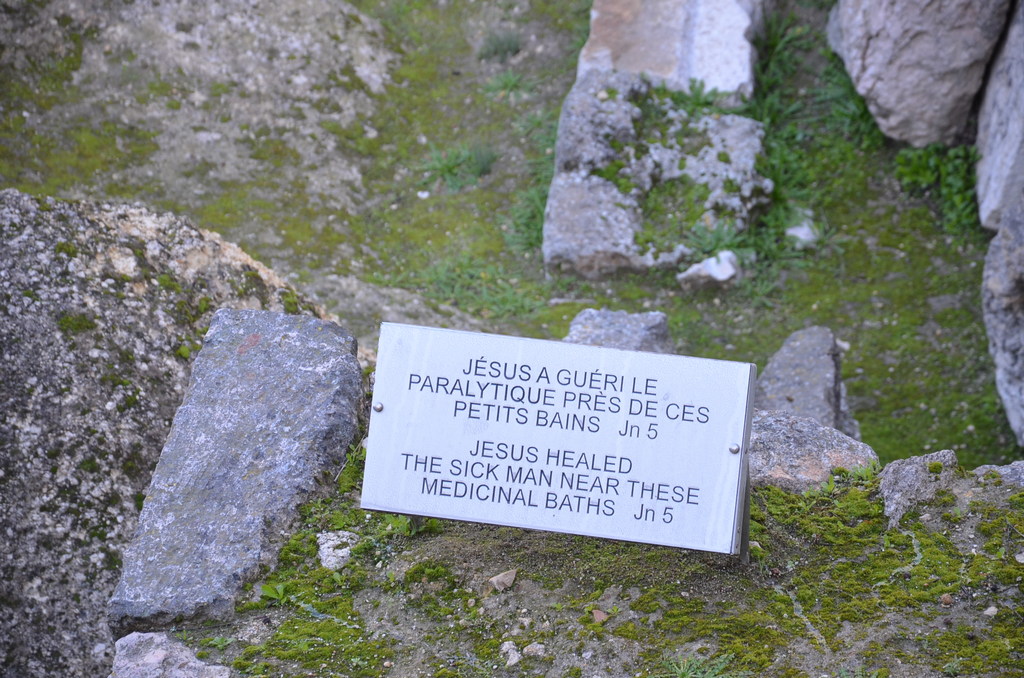 JÉSUS A GUÉRI LE
PARALYTIQUE PRÈS DE CES
PETITS BAINS Jn 5
JESUS HEALED
THE SICK MAN NEAR THESE
MEDICINAL BATHS Jn 5